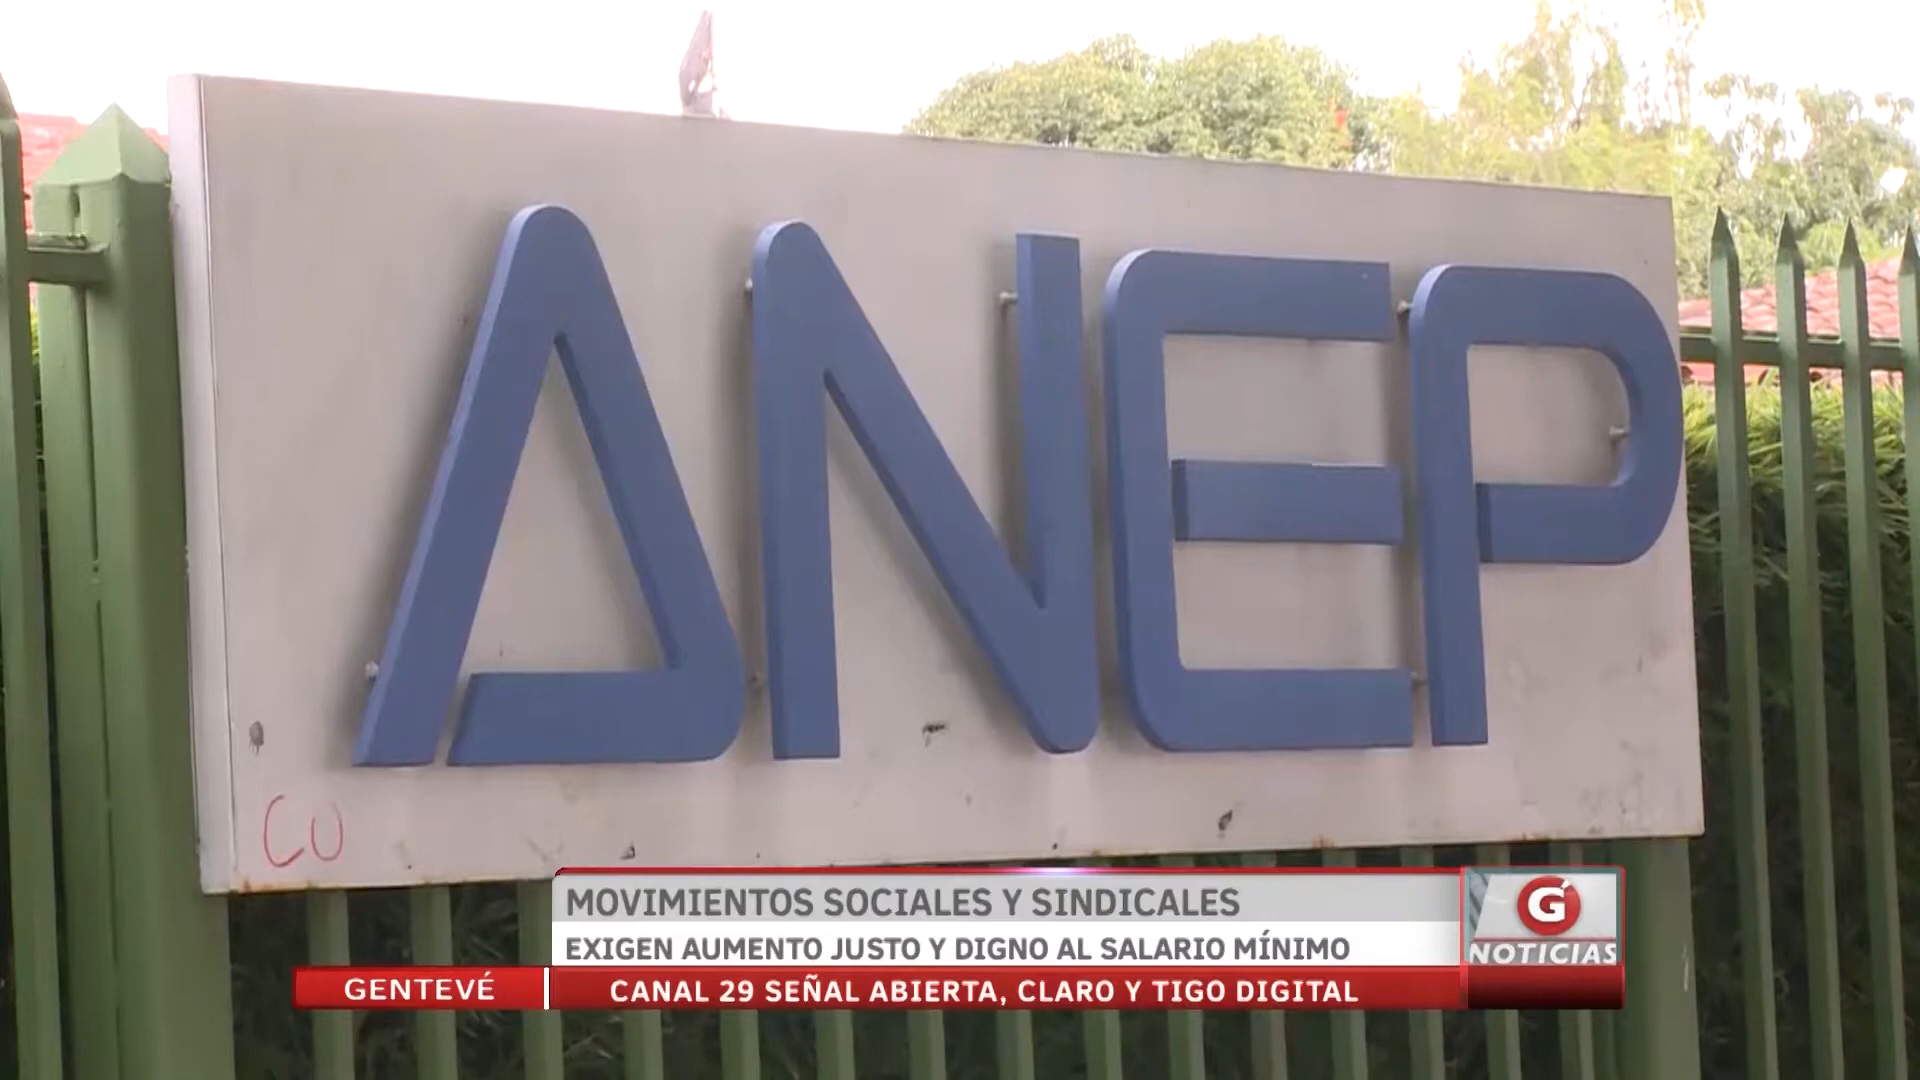 ANEP
CU
MOVIMIENTOS SOCIALES Y SINDICALES
EXIGEN AUMENTO JUSTO Y DIGNO AL SALARIO MÍNIMO
G
NOTICIAS
GENTEVÉ
CANAL 29 SEÑAL ABIERTA, CLARO Y TIGO DIGITAL